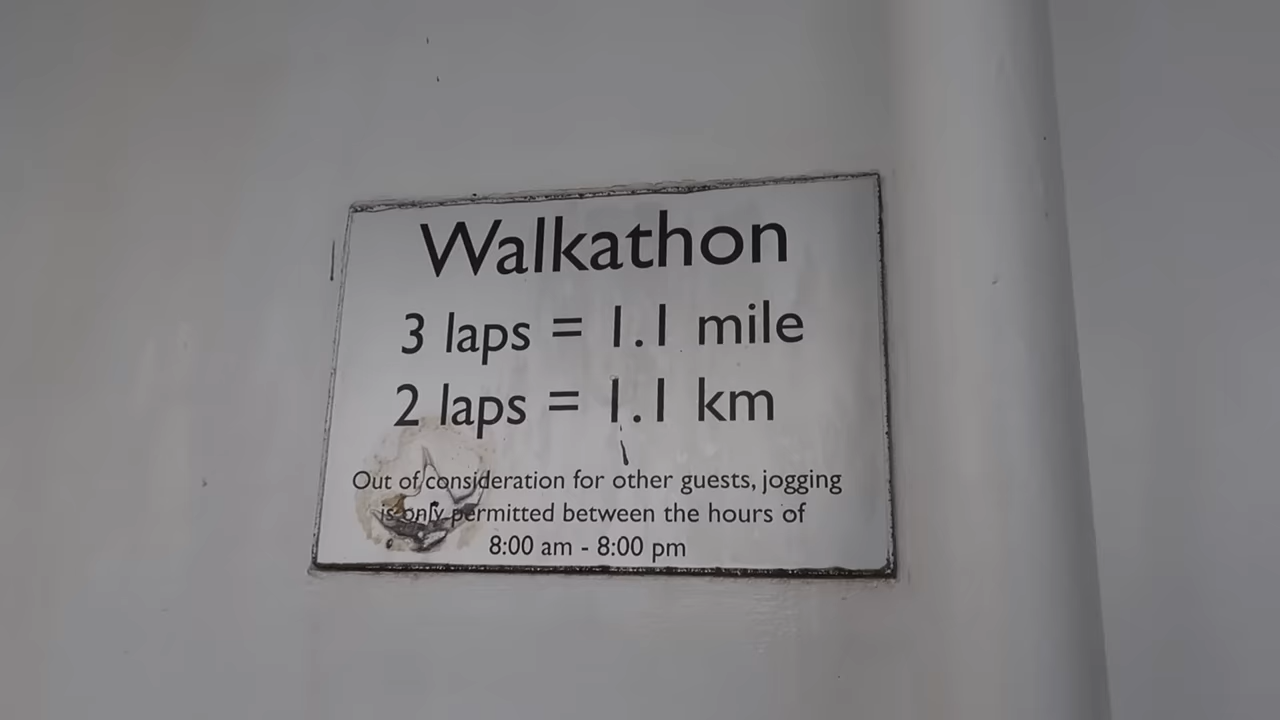 Walkathon
3 laps = 1.1 mile
2 laps = 1.1 km
Out of consideration for other guests, jogging
is only permitted between the hours of
8:00 am - 8:00 pm